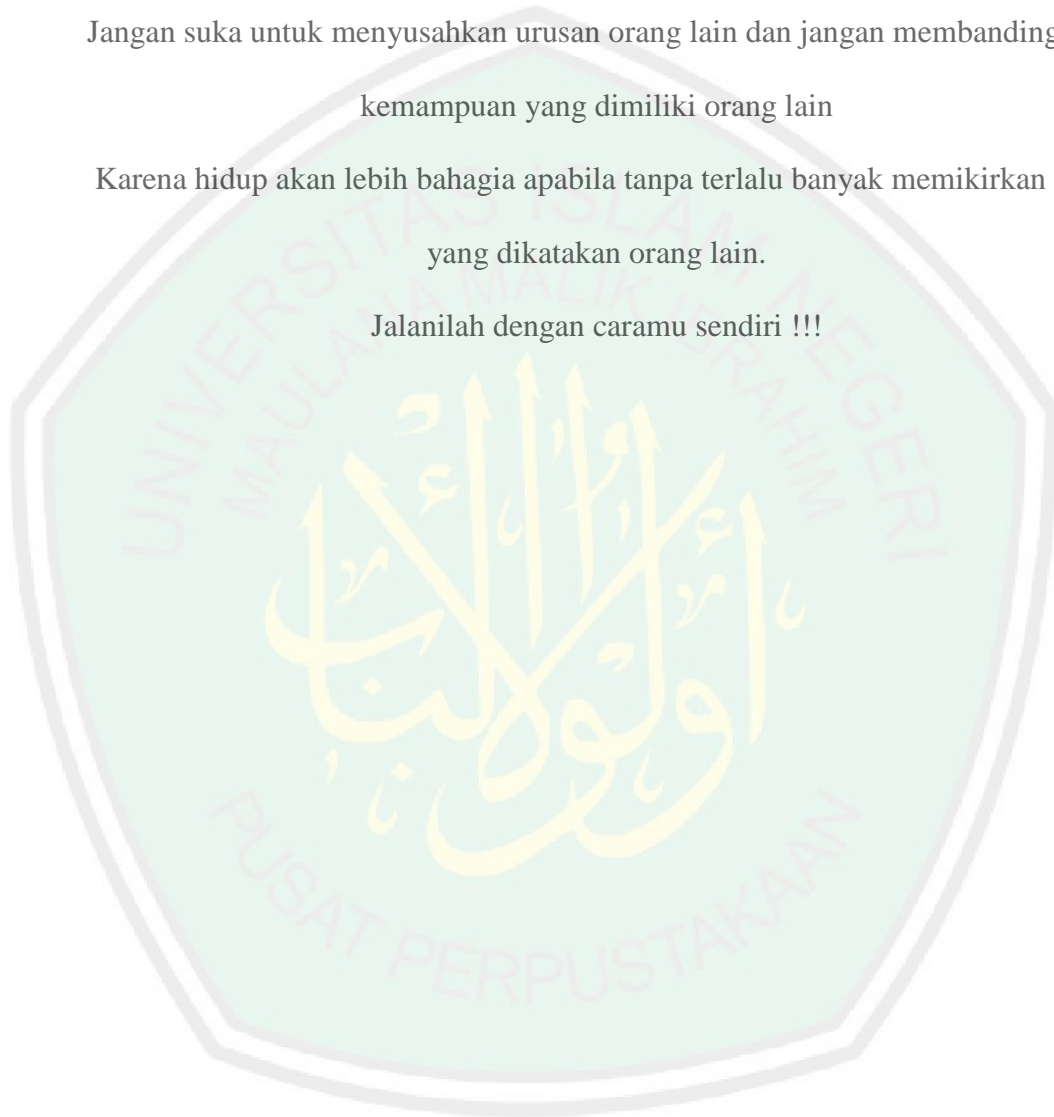 Jangan suka untuk menyusahkan urusan orang lain dan jangan membanding
kemampuan yang dimiliki orang lain
Karena hidup akan lebih bahagia apabila tanpa terlalu banyak memikirkan
yang dikatakan orang lain.
Jalanilah dengan caramu sendiri !!!
UNIVERSITAS ISLAM NEGERI
MAULANA MALIK IBRAHIM
أولوا الألباب
PUSAT PERPUSTAKAAN